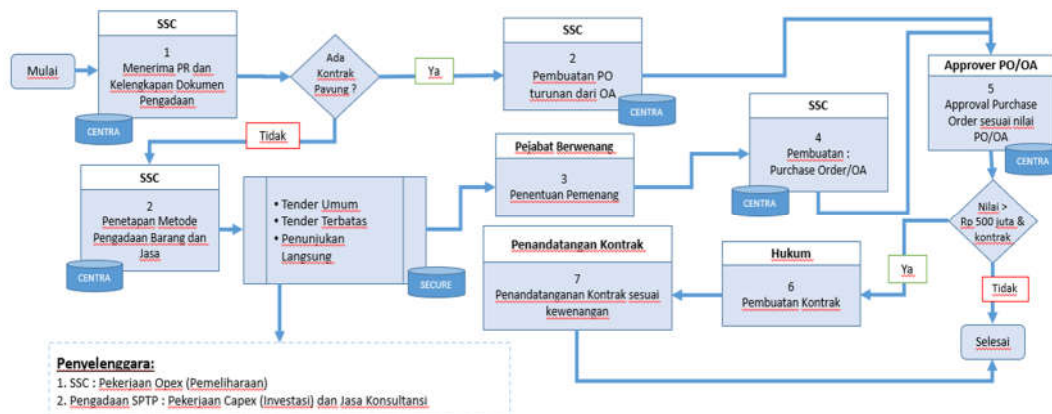 Mulai
SSC
1
Menerima PR dan
Kelengkapan Dokumen
Pengadaan
CENTRA
Ada
Kontrak
Payung ?
Ya
Tidak
SSC
2
Pembuatan PO
turunan dari OA
CENTRA
Approver PO/OA
5
Approval Purchase
Order sesuai nilai
PO/OA
CENTRA
SSC
2
Penetapan Metode
Pengadaan Barang dan
Jasa
CENTRA
• Tender Umum
• Tender Terbatas
• Penunjukan
Langsung
SECURE
Pejabat Berwenang
3
Penentuan Pemenang
SSC
4
Pembuatan :
Purchase Order/OA
CENTRA
Nilai >
Rp 500 juta &
kontrak
Ya
Tidak
Hukum
6
Pembuatan Kontrak
Penandatangan Kontrak
7
Penandatanganan Kontrak sesuai
kewenangan
Selesai
Penyelenggara:
1. SSC : Pekerjaan Opex (Pemeliharaan)
2. Pengadaan SPTP : Pekerjaan Capex (Investasi) dan Jasa Konsultansi